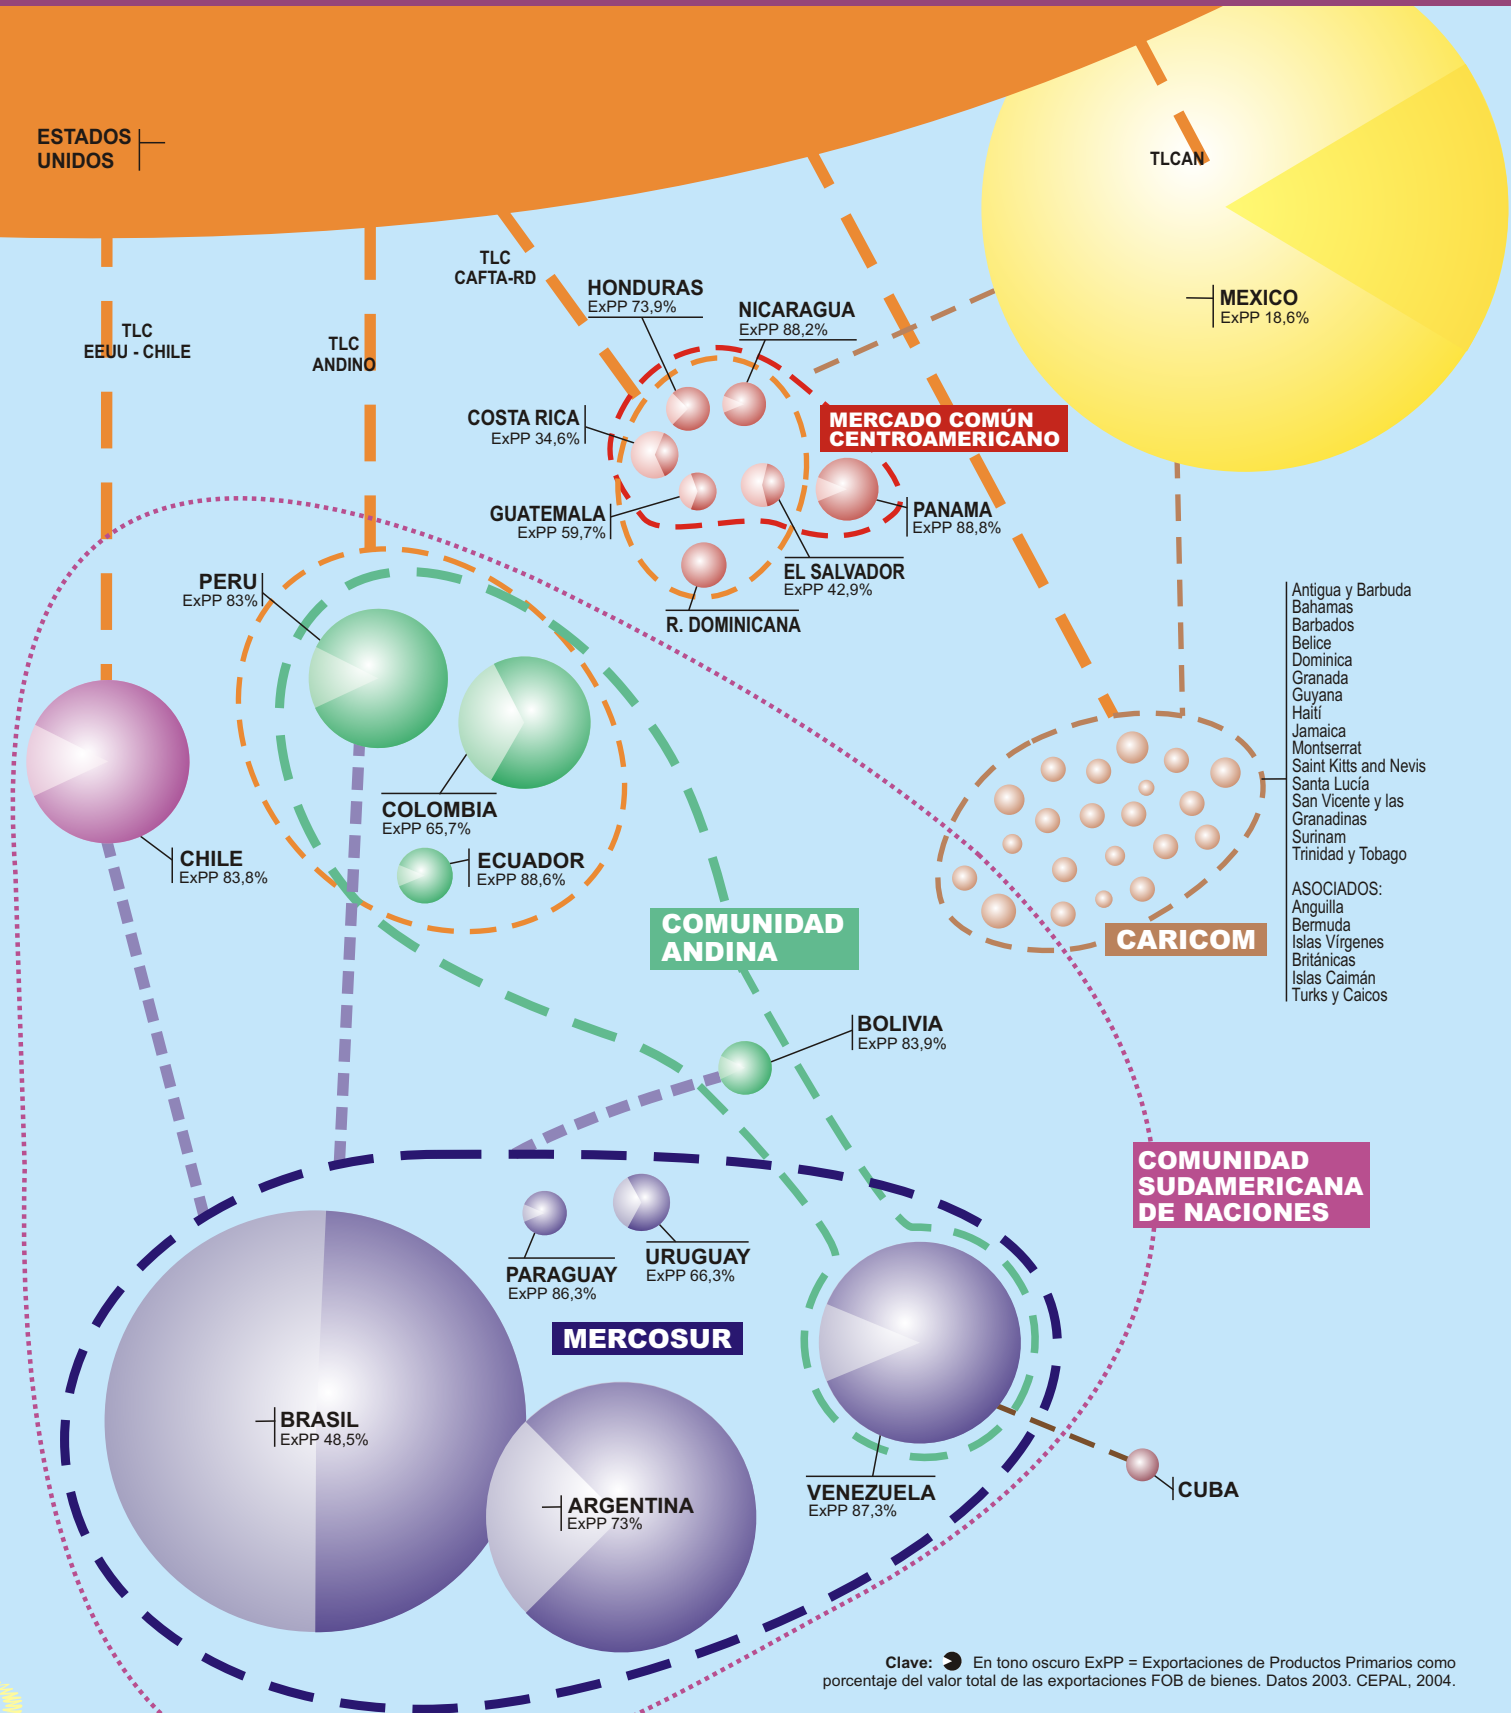 ESTADOS
UNIDOS
TLCAN
TLC
CAFTA-RD
HONDURAS
ExPP 73,9%
NICARAGUA
ExPP 88,2%
MEXICO
ExPP 18,6%
TLC
EEUU - CHILE
TLC
ANDINO
COSTA RICA
ExPP 34,6%
MERCADO COMÚN
CENTROAMERICANO
GUATEMALA
ExPP 59,7%
PANAMA
ExPP 88,8%
EL SALVADOR
ExPP 42,9%
R. DOMINICANA
PERU
ExPP 83%
Antigua y Barbuda
Bahamas
Barbados
Belice
Dominica
Granada
Guyana
Haití
Jamaica
Montserrat
Saint Kitts and Nevis
Santa Lucía
San Vicente y las
Granadinas
Surinam
Trinidad y Tobago
ASOCIADOS:
Anguilla
Bermuda
Islas Vírgenes
Británicas
Islas Caimán
Turks y Caicos
COLOMBIA
ExPP 65,7%
CHILE
ExPP 83,8%
ECUADOR
ExPP 88,6%
COMUNIDAD
ANDINA
CARICOM
BOLIVIA
ExPP 83,9%
COMUNIDAD
SUDAMERICANA
DE NACIONES
PARAGUAY
ExPP 86,3%
URUGUAY
ExPP 66,3%
MERCOSUR
BRASIL
ExPP 48,5%
ARGENTINA
ExPP 73%
VENEZUELA
ExPP 87,3%
CUBA
Clave: En tono oscuro ExPP = Exportaciones de Productos Primarios como
porcentaje del valor total de las exportaciones FOB de bienes. Datos 2003. CEPAL, 2004.